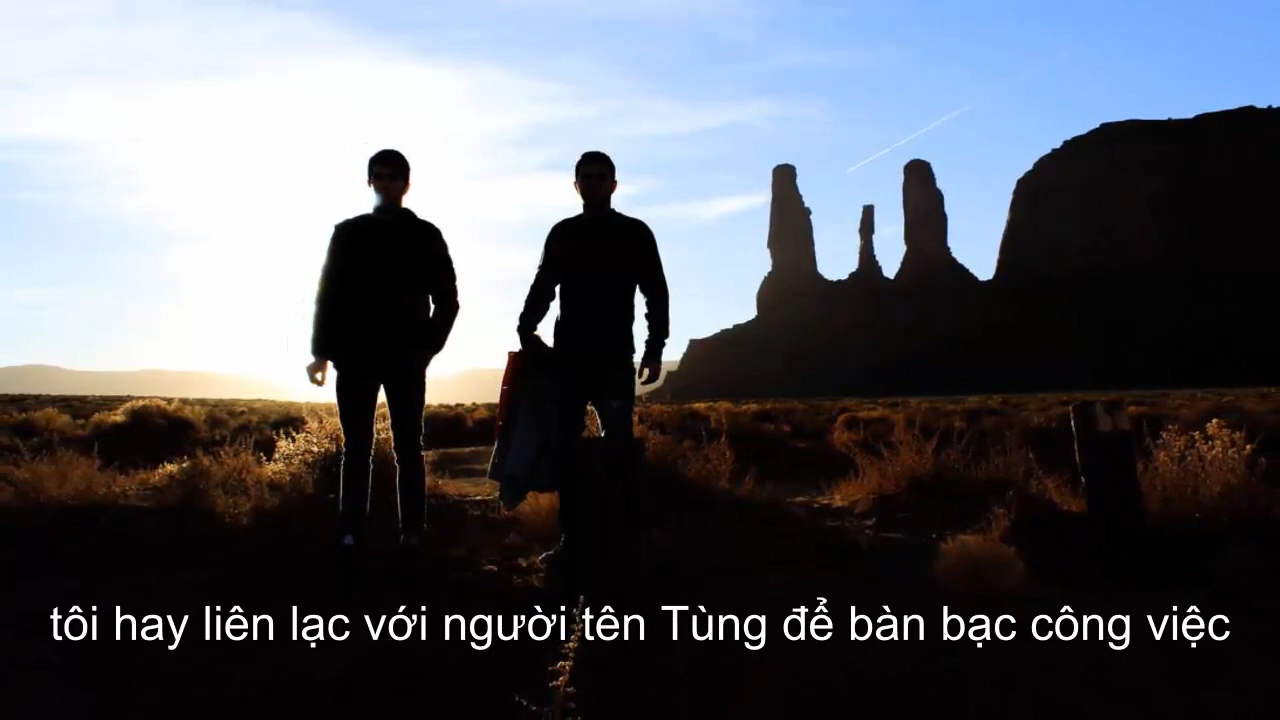 tôi hay liên lạc với người tên Tùng để bàn bạc công việc